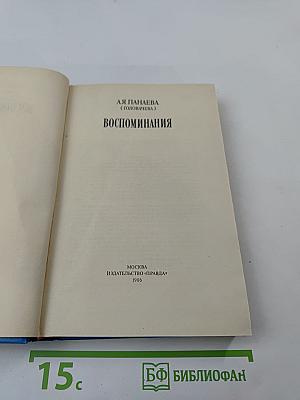 А.Я.ПАНАЕВА
(ГОЛОВАЧЕВА)
ВОСПОМИНАНИЯ
МОСКВА
ИЗДАТЕЛЬСТВО «ПРАВДА»
1986
15с
БФ БИБЛИОФАН